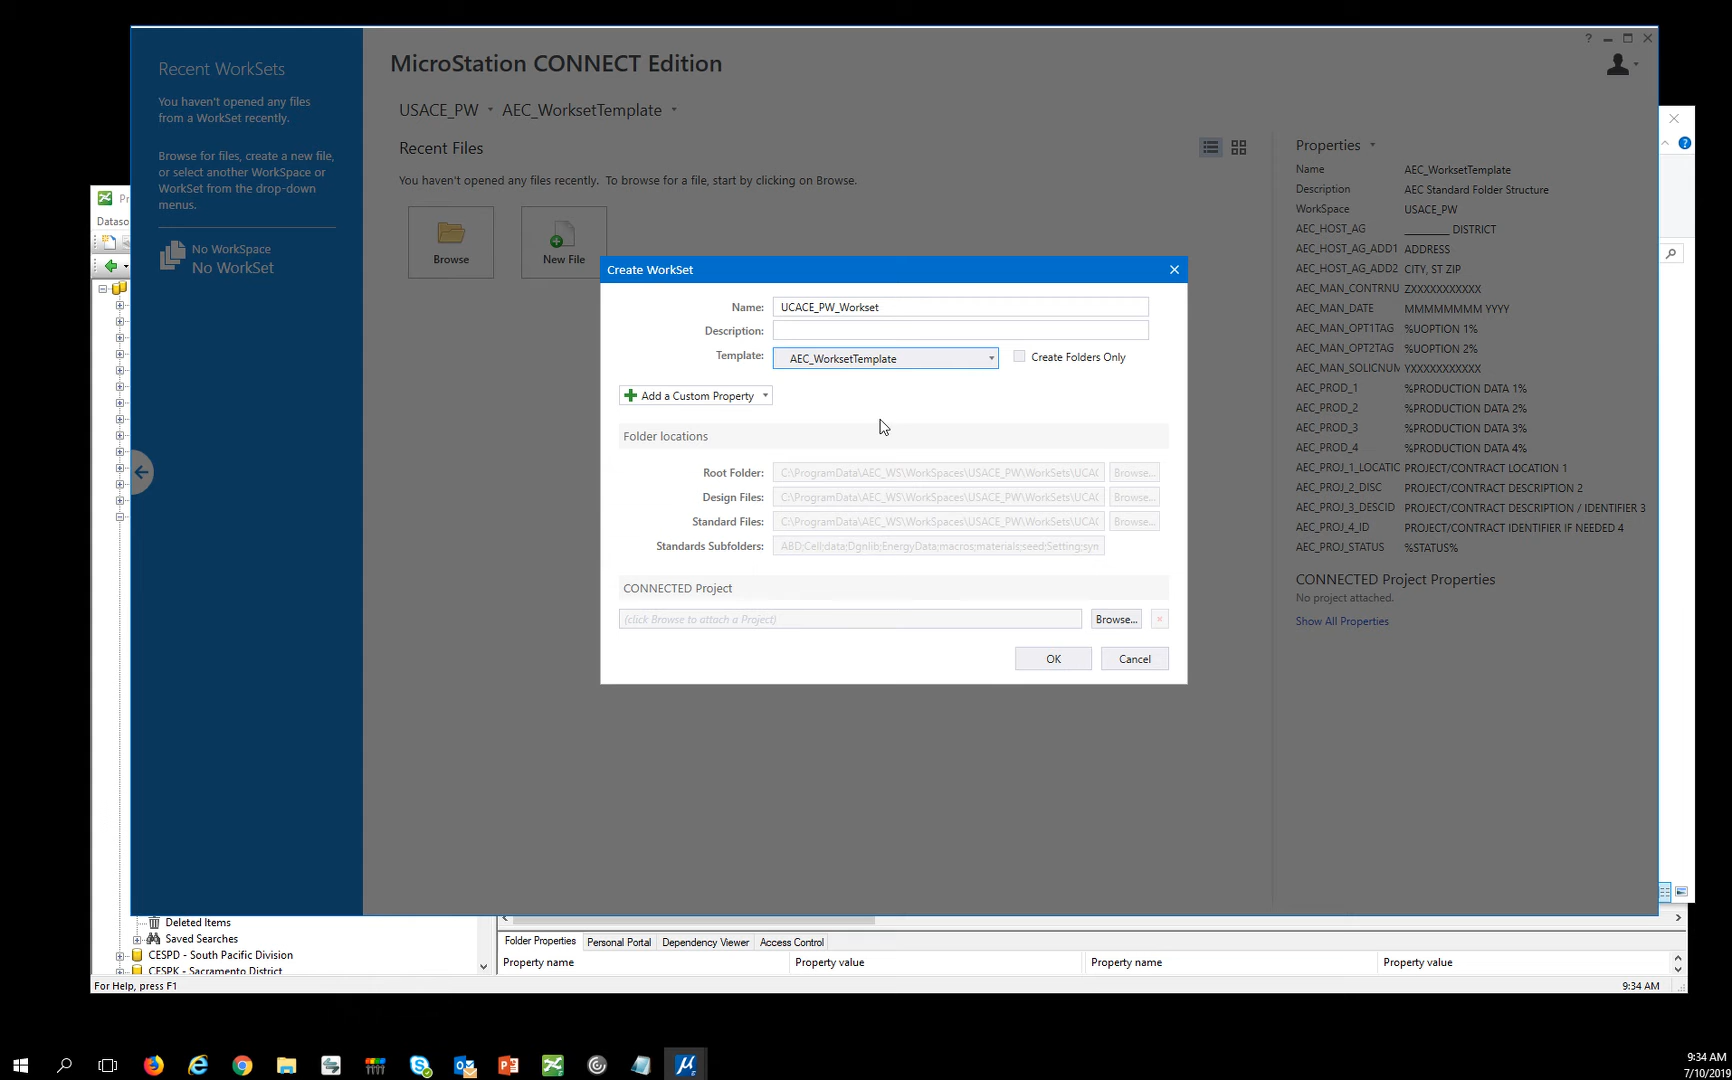 Recent WorkSets
You haven't opened any files
from a WorkSet recently.
Browse for files, create a new file,
or select another WorkSpace or
WorkSet from the drop-down
menus.
No WorkSpace
No WorkSet
MicroStation CONNECT Edition
USACE_PW AEC_WorksetTemplate
Recent Files
You haven't opened any files recently. To browse for a file, start by clicking on Browse.
Browse
New File
Properties
Name AEC_WorksetTemplate
Description AEC Standard Folder Structure
WorkSpace USACE_PW
AEC_HOST_AG ________ DISTRICT
AEC_HOST_AG_ADD1 ADDRESS
AEC_HOST_AG_ADD2 CITY, ST ZIP
AEC_MAN_CONTRNU ZXXXXXXXXXX
AEC_MAN_DATE MMMMMMMM YYYY
AEC_MAN_OPT1TAG %UOPTION 1%
AEC_MAN_OPT2TAG %UOPTION 2%
AEC_MAN_SOLICNUM YXXXXXXXXXX
AEC_PROD_1 %PRODUCTION DATA 1%
AEC_PROD_2 %PRODUCTION DATA 2%
AEC_PROD_3 %PRODUCTION DATA 3%
AEC_PROD_4 %PRODUCTION DATA 4%
AEC_PROJ_1_LOCATIC PROJECT/CONTRACT LOCATION 1
AEC_PROJ_2_DISC PROJECT/CONTRACT DESCRIPTION 2
AEC_PROJ_3_DESCID PROJECT/CONTRACT DESCRIPTION / IDENTIFIER 3
AEC_PROJ_4_ID PROJECT/CONTRACT IDENTIFIER IF NEEDED 4
AEC_PROJ_STATUS %STATUS%
CONNECTED Project Properties
No project attached.
Show All Properties
Create WorkSet
Name: UCACE_PW_Workset
Description:
Template: AEC_WorksetTemplate Create Folders Only
Add a Custom Property
Folder locations
Root Folder: C:\ProgramData\AEC_WS\WorkSpaces\USACE_PW\WorkSets\UCA( Browse...
Design Files: C:\ProgramData\AEC_WS\WorkSpaces\USACE_PW\WorkSets\UCA( Browse...
Standard Files: C:\ProgramData\AEC_WS\WorkSpaces\USACE_PW\WorkSets\UCA( Browse...
Standards Subfolders: ABD;Cell;data;Dgnlib;EnergyData;macros;materials;seed;Setting;syn
CONNECTED Project
(click Browse to attach a Project) Browse...
OK Cancel
Pr
Dataso
Deleted Items
Saved Searches
CESPD - South Pacific Division
CESPK - Sacramento District
Folder Properties Personal Portal Dependency Viewer Access Control
Property name Property value Property name Property value
For Help, press F1 9:34 AM
9:34 AM
7/10/2019